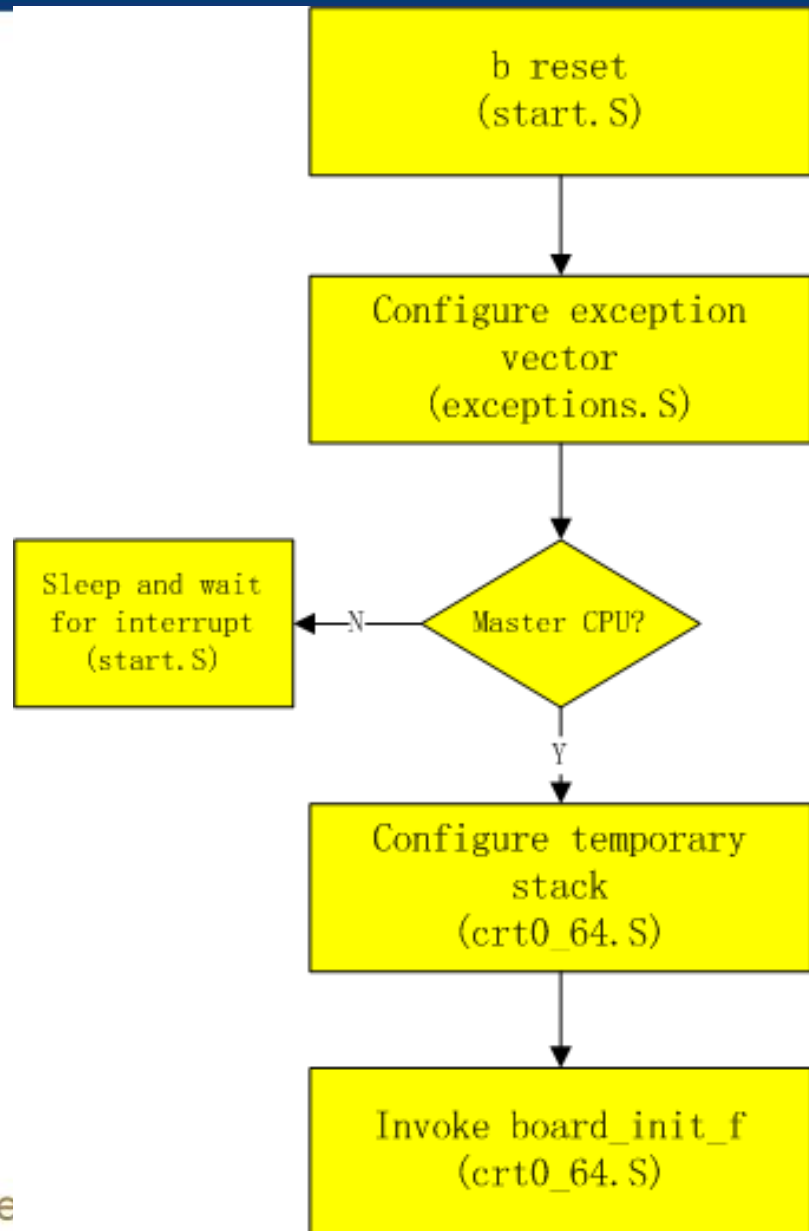 b reset
(start.S)
Configure exception
vector
(exceptions.S)
Sleep and wait
for interrupt
(start.S)
N
Master CPU?
Y
Configure temporary
stack
(crt0_64.S)
Invoke board_init_f
(crt0_64.S)